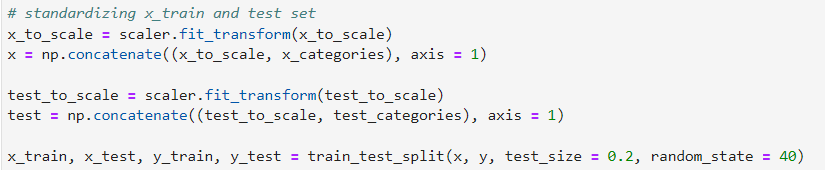 # standardizing x_train and test set
x_to_scale = scaler.fit_transform(x_to_scale)
x = np.concatenate((x_to_scale, x_categories), axis = 1)
test_to_scale = scaler.fit_transform(test_to_scale)
test = np.concatenate((test_to_scale, test_categories), axis = 1)
x_train, x_test, y_train, y_test = train_test_split(x, y, test_size = 0.2, random_state = 40)